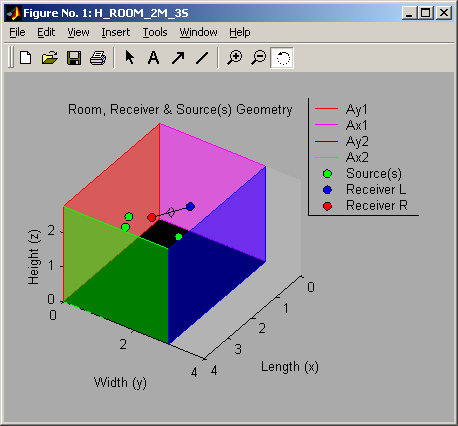 Figure No. 1: H_ROOM_2M_3S
File Edit View Insert Tools Window Help
A
Room, Receiver & Source(s) Geometry
Ay1
Ax1
Ay2
Ax2
Source(s)
Receiver L
Receiver R
Height (z)
2
1
0
0
2
4
Width (y)
4
3
2
1
0
Length (x)